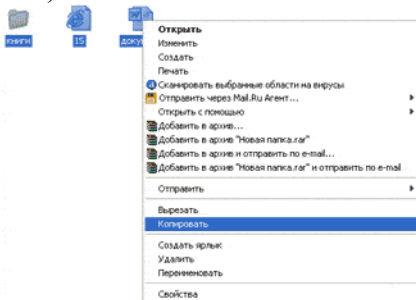 книги
15
Открыть
Изменить
Создать
Печать
Сканировать выбранные области на вирусы
Отправить через Mail.Ru Агент...
Открыть с помощью
Добавить в архив...
Добавить в архив "Новая папка.rar"
Добавить в архив и отправить по e-mail...
Добавить в архив "Новая папка.rar" и отправить по e-mail
Отправить
Вырезать
Копировать
Создать ярлык
Удалить
Переименовать
Свойства